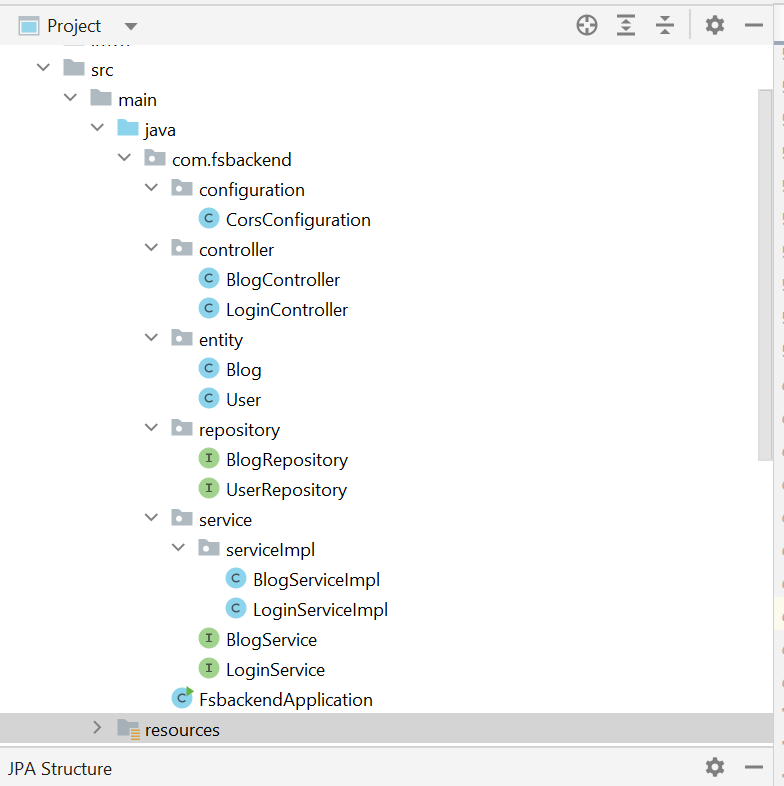 Project
src
main
java
com.fsbackend
configuration
C CorsConfiguration
controller
C BlogController
C LoginController
entity
C Blog
C User
repository
I BlogRepository
I UserRepository
service
serviceImpl
C BlogServiceImpl
C LoginServiceImpl
I BlogService
I LoginService
C FsbackendApplication
resources
JPA Structure